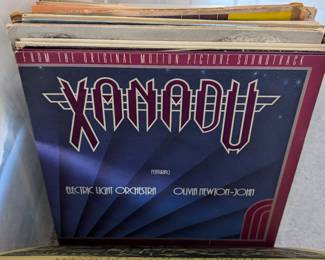 FROM THE ORIGINAL MOTION PICTURE SOUNDTRACK
XANADU
FEATURING
ELECTRIC LIGHT ORCHESTRA OLIVIA NEWTON-JOHN